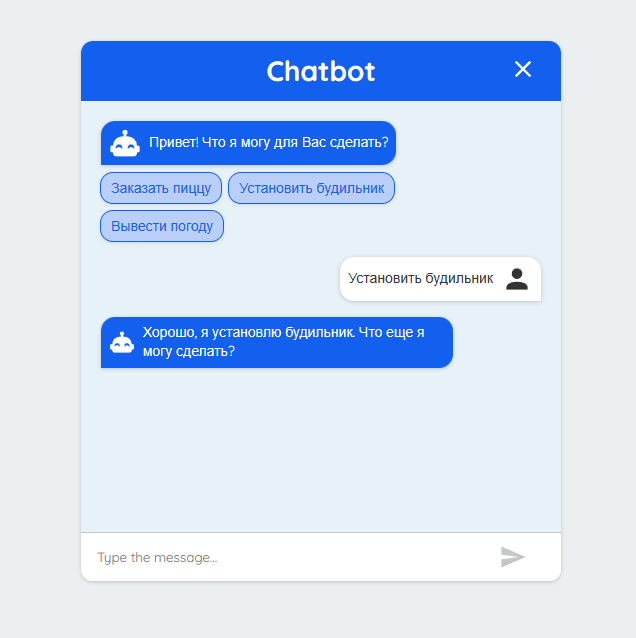 Chatbot
Привет! Что я могу для Вас сделать?
Заказать пиццу
Установить будильник
Вывести погоду
Установить будильник
Хорошо, я установлю будильник. Что еще я
могу сделать?
Type the message...